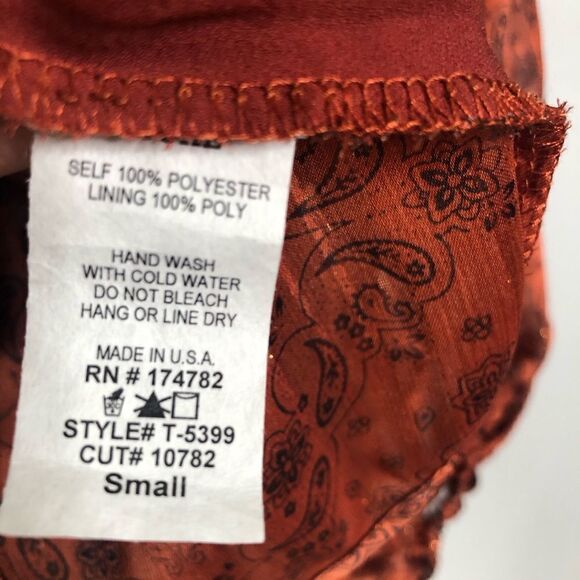 SELF 100% POLYESTER
LINING 100% POLY
HAND WASH
WITH COLD WATER
DO NOT BLEACH
HANG OR LINE DRY
MADE IN U.S.A.
RN # 174782
STYLE# T-5399
CUT# 10782
Small